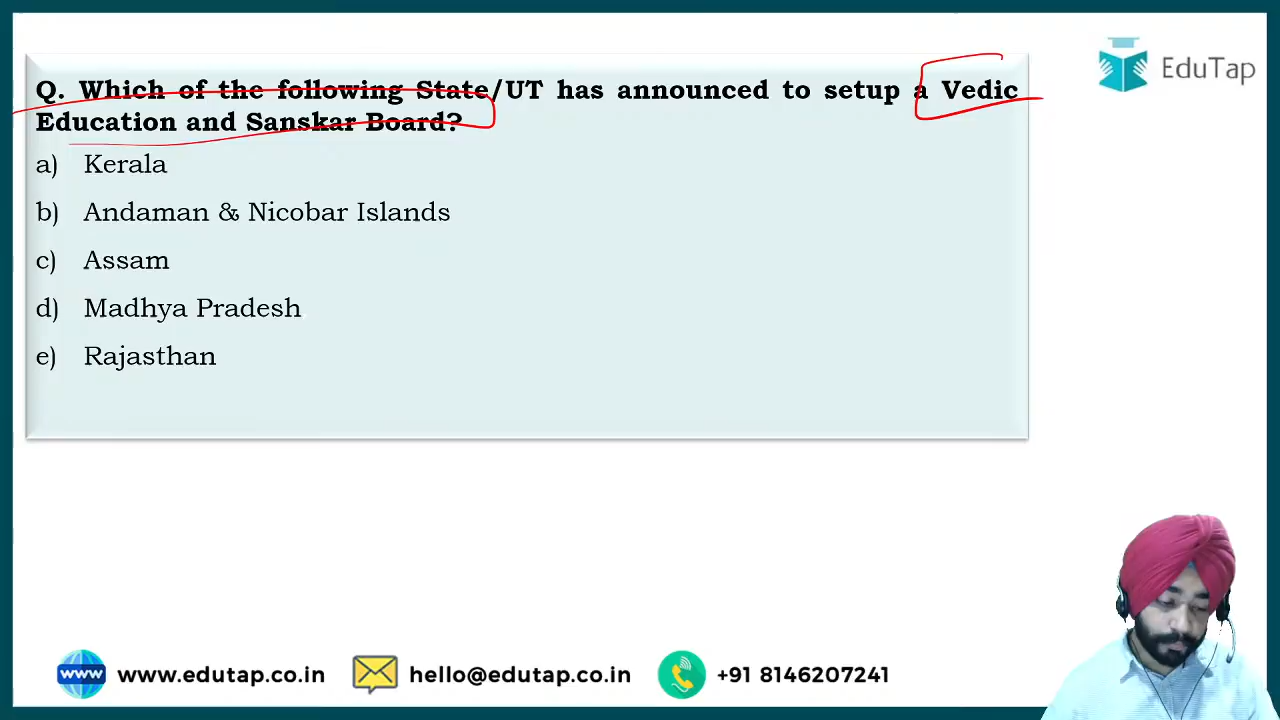 EduTap
Q. Which of the following State/UT has announced to setup a Vedic
Education and Sanskar Board?
a) Kerala
b) Andaman & Nicobar Islands
c) Assam
d) Madhya Pradesh
e) Rajasthan
www www.edutap.co.in hello@edutap.co.in +91 8146207241